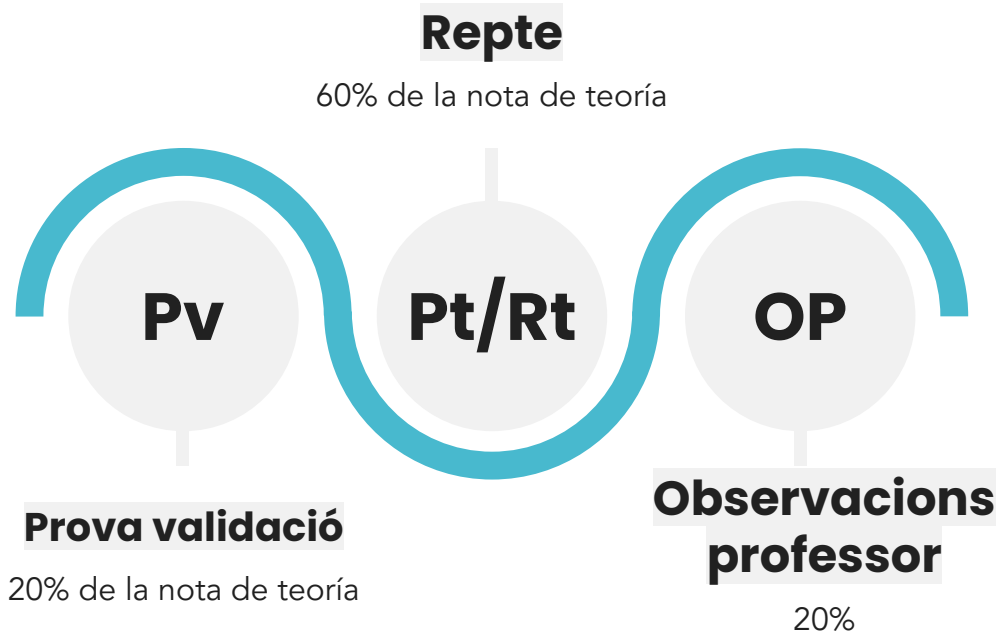 Repte
60% de la nota de teoría
Pv
Pt/Rt
OP
Prova validació
20% de la nota de teoría
Observacions
professor
20%